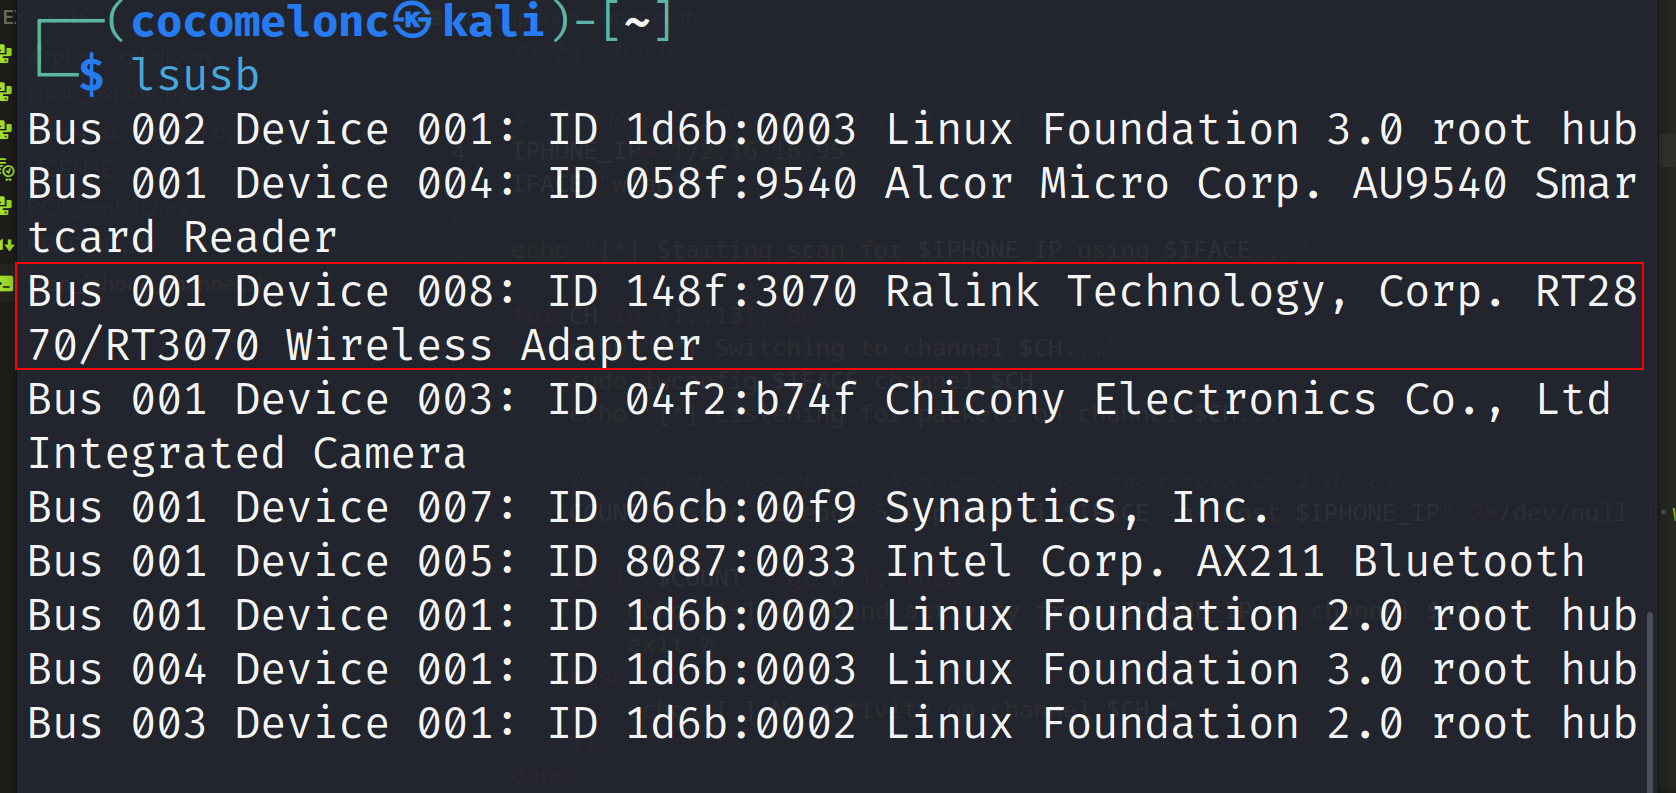 (cocomelonc㉿kali)-[~]
$ lsusb
Bus 002 Device 001: ID 1d6b:0003 Linux Foundation 3.0 root hub
Bus 001 Device 004: ID 058f:9540 Alcor Micro Corp. AU9540 Smar
tcard Reader
Bus 001 Device 008: ID 148f:3070 Ralink Technology, Corp. RT28
70/RT3070 Wireless Adapter
Bus 001 Device 003: ID 04f2:b74f Chicony Electronics Co., Ltd
Integrated Camera
Bus 001 Device 007: ID 06cb:00f9 Synaptics, Inc.
Bus 001 Device 005: ID 8087:0033 Intel Corp. AX211 Bluetooth
Bus 001 Device 001: ID 1d6b:0002 Linux Foundation 2.0 root hub
Bus 004 Device 001: ID 1d6b:0003 Linux Foundation 3.0 root hub
Bus 003 Device 001: ID 1d6b:0002 Linux Foundation 2.0 root hub